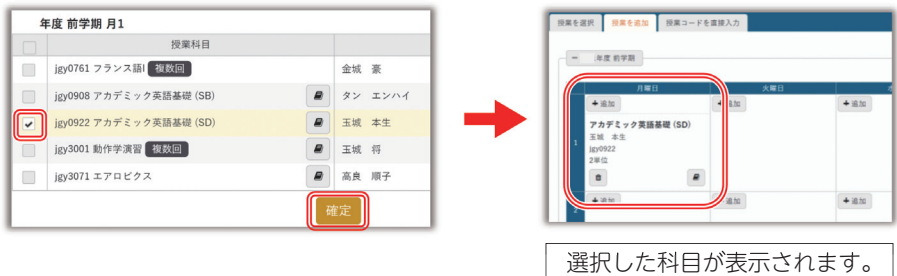 年度 前学期 月1
授業科目
jgy0761 フランス語I 複数回 金城 豪
jgy0908 アカデミック英語基礎 (SB) タン エンハイ
jgy0922 アカデミック英語基礎 (SD) 玉城 本生
jgy3001 動作学演習 複数回 玉城 将
jgy3071 エアロビクス 高良 順子
確定
授業を選択 授業を追加 授業コードを直接入力
年度 前学期
月曜日 火曜日
+追加 +追加 +追加
アカデミック英語基礎 (SD)
玉城 本生
1 jgy0922
2単位
+追加 +追加 +追加
2
選択した科目が表示されます。